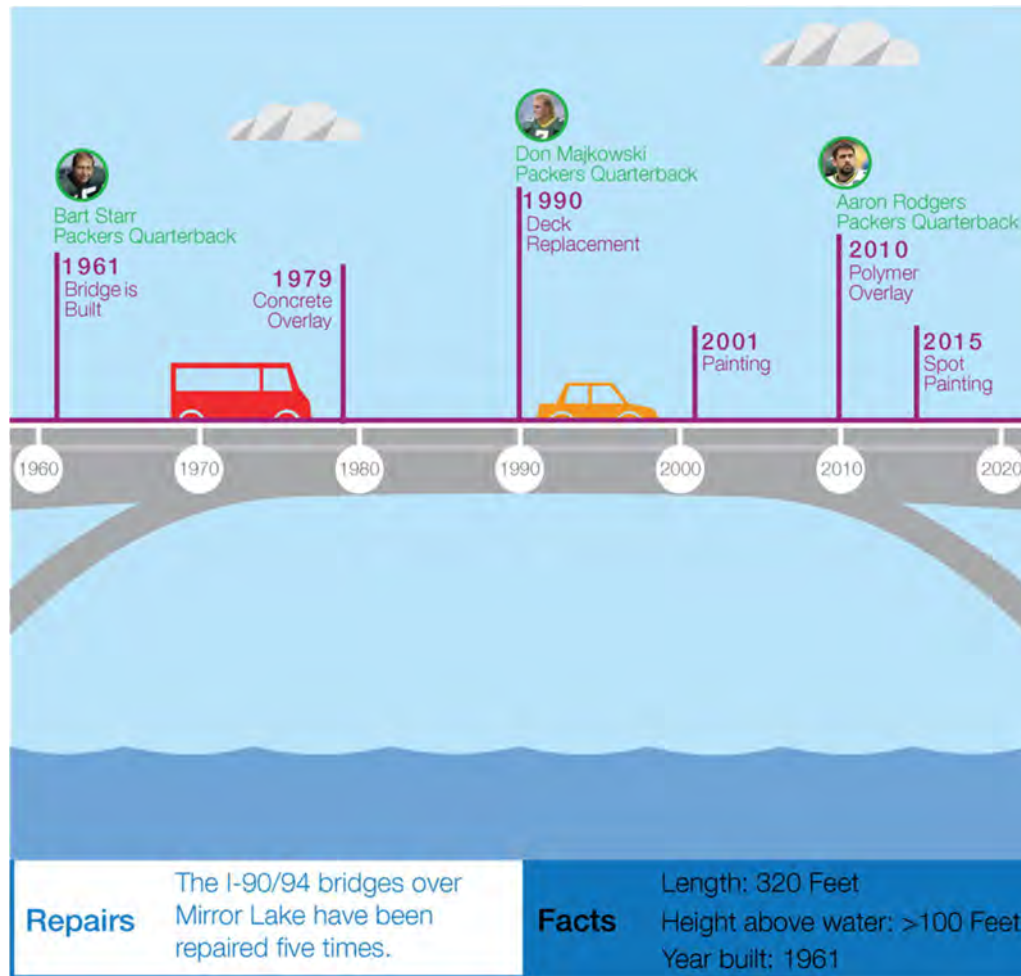 Bart Starr
Packers Quarterback
1961
Bridge is
Built
1979
Concrete
Overlay
Don Majkowski
Packers Quarterback
1990
Deck
Replacement
2001
Painting
Aaron Rodgers
Packers Quarterback
2010
Polymer
Overlay
2015
Spot
Painting
1960
1970
1980
1990
2000
2010
2020
Repairs
The I-90/94 bridges over
Mirror Lake have been
repaired five times.
Facts
Length: 320 Feet
Height above water: >100 Feet
Year built: 1961